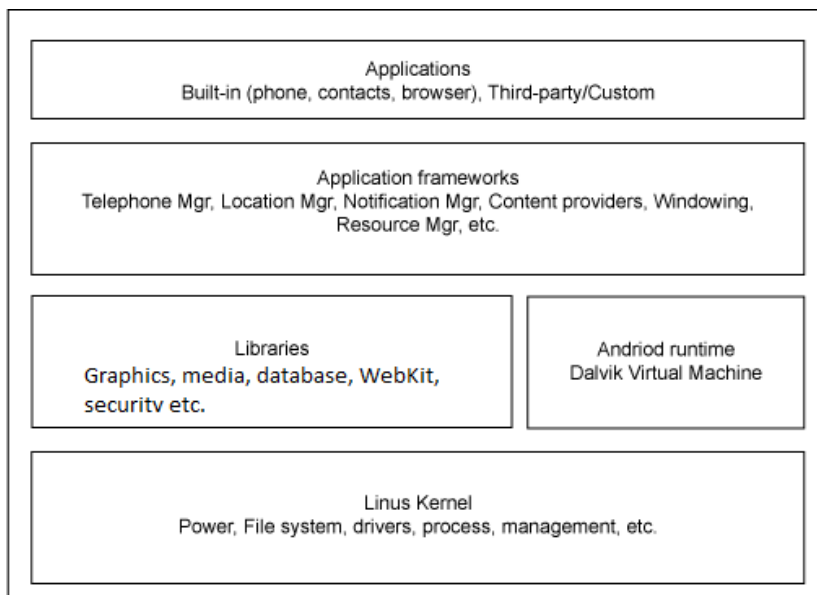 Applications
Built-in (phone, contacts, browser), Third-party/Custom
Application frameworks
Telephone Mgr, Location Mgr, Notification Mgr, Content providers, Windowing,
Resource Mgr, etc.
Libraries
Graphics, media, database, WebKit,
security etc.
Andriod runtime
Dalvik Virtual Machine
Linus Kernel
Power, File system, drivers, process, management, etc.